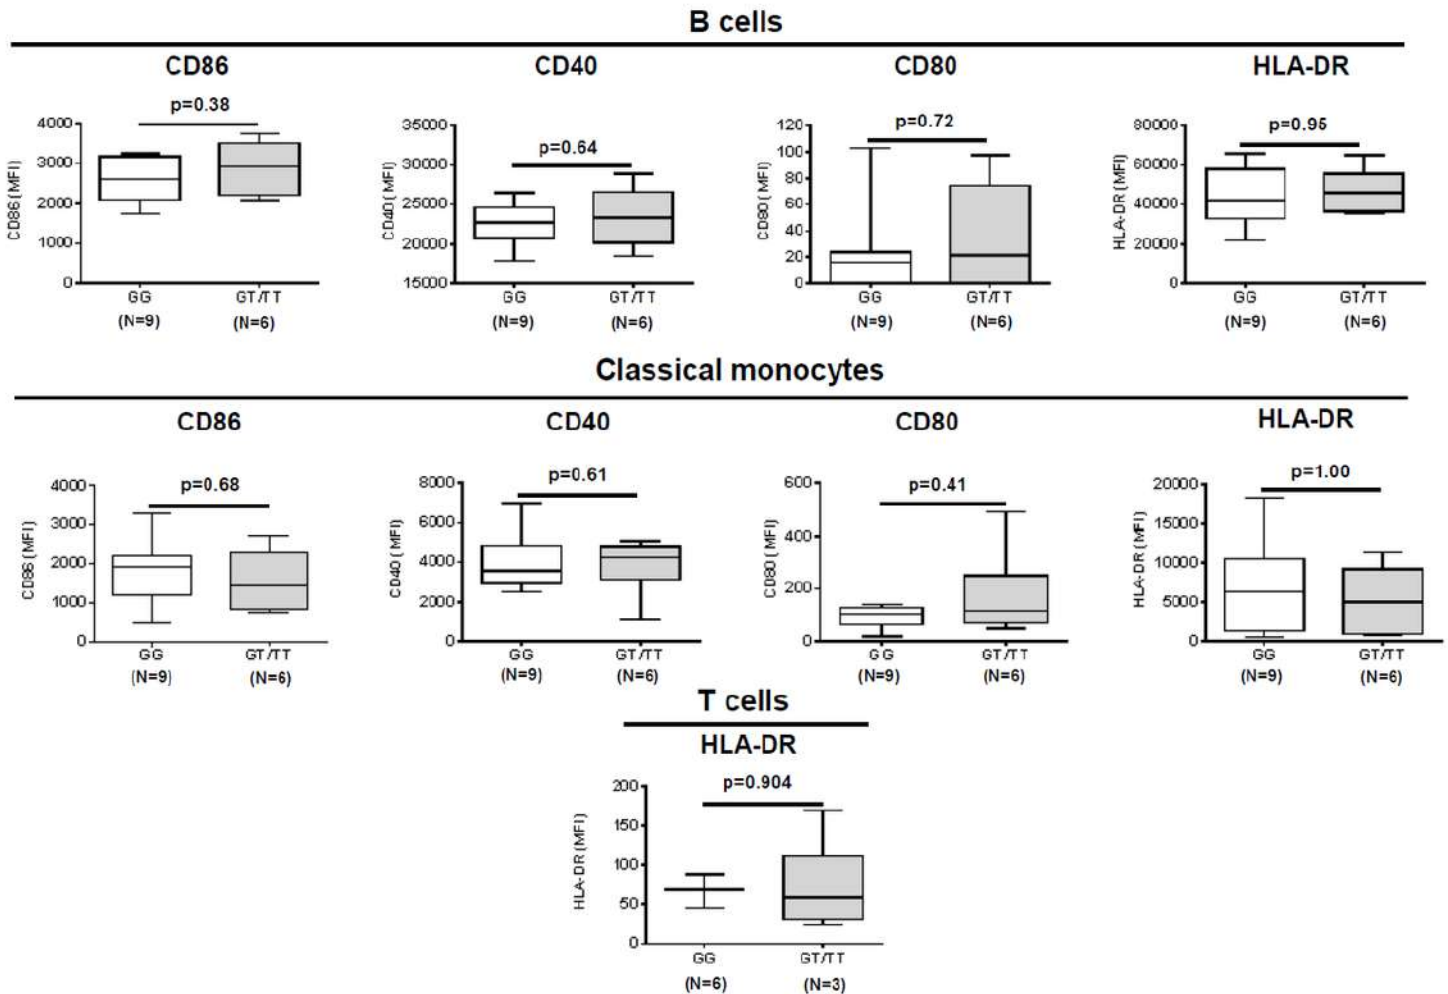 B cells
CD86 CD40 CD80 HLA-DR
p=0.38 p=0.64 p=0.72 p=0.95
CD86 (MFI)
4000
3000
2000
1000
0
GG GT/TT
(N=9) (N=6)
CD40 (MFI)
35000
30000
25000
20000
15000
GG GT/TT
(N=9) (N=6)
CD80 (MFI)
120
100
80
60
40
20
0
GG GT/TT
(N=9) (N=6)
HLA-DR (MFI)
80000
60000
40000
20000
0
GG GT/TT
(N=9) (N=6)
Classical monocytes
CD86 CD40 CD80 HLA-DR
p=0.68 p=0.61 p=0.41 p=1.00
CD86 (MFI)
4000
3000
2000
1000
0
GG GT/TT
(N=9) (N=6)
CD40 (MFI)
8000
6000
4000
2000
0
GG GT/TT
(N=9) (N=6)
CD80 (MFI)
600
400
200
0
GG GT/TT
(N=9) (N=6)
HLA-DR (MFI)
20000
15000
10000
5000
0
GG GT/TT
(N=9) (N=6)
T cells
HLA-DR
p=0.904
HLA-DR (MFI)
200
150
100
50
0
GG GT/TT
(N=6) (N=3)